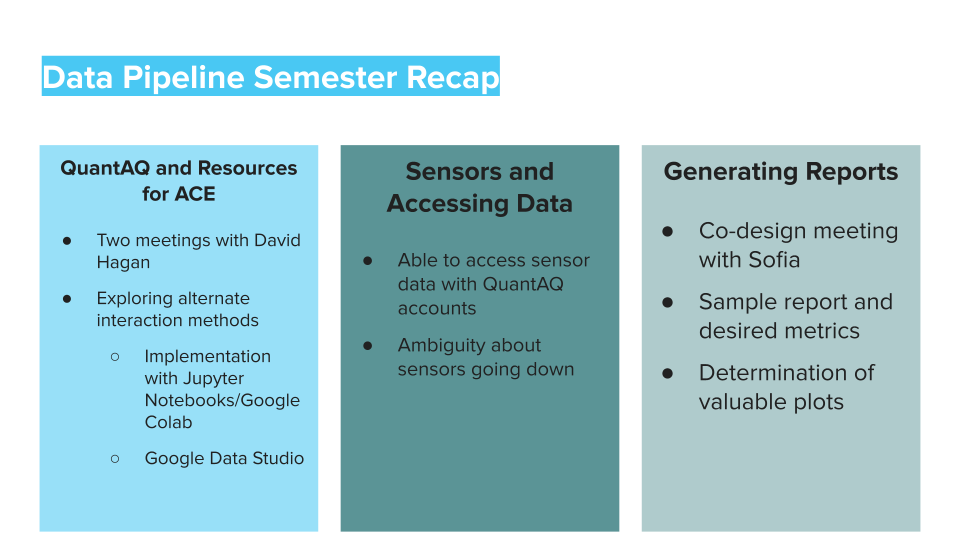 Data Pipeline Semester Recap
QuantAQ and Resources
for ACE
● Two meetings with David
Hagan
● Exploring alternate
interaction methods
○ Implementation
with Jupyter
Notebooks/Google
Colab
○ Google Data Studio
Sensors and
Accessing Data
● Able to access sensor
data with QuantAQ
accounts
● Ambiguity about
sensors going down
Generating Reports
● Co-design meeting
with Sofia
● Sample report and
desired metrics
● Determination of
valuable plots